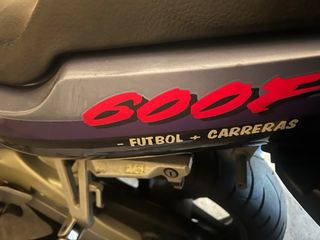 600F
- FUTBOL + CARRERAS